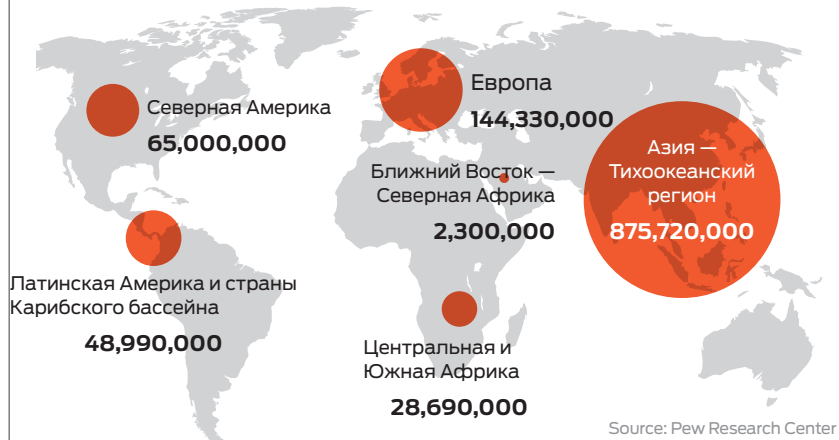 Северная Америка
65,000,000
Европа
144,330,000
Азия —
Тихоокеанский
регион
875,720,000
Ближний Восток —
Северная Африка
2,300,000
Латинская Америка и страны
Карибского бассейна
48,990,000
Центральная и
Южная Африка
28,690,000
Source: Pew Research Center